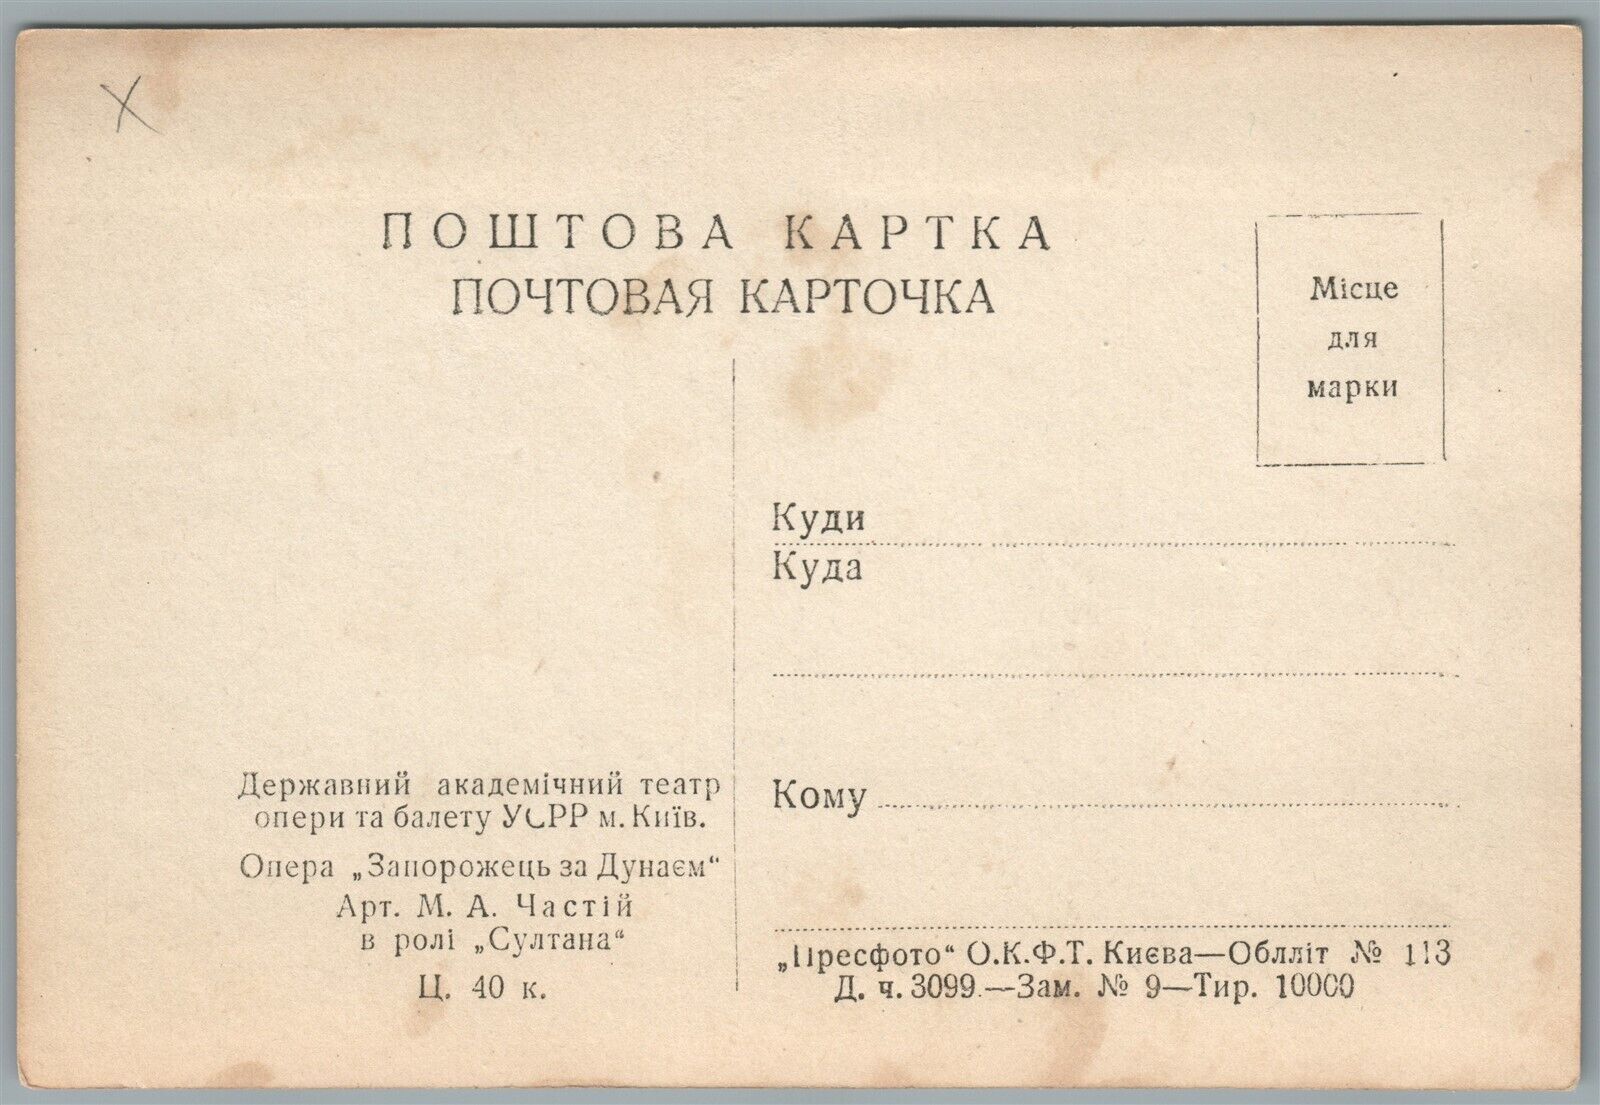 X
ПОШТОВА КАРТКА
ПОЧТОВАЯ КАРТОЧКА
Місце
для
марки
Куди
Куда
Кому
Державний академічний театр
опери та балету УСРР м. Київ.
Опера „Запорожець за Дунаєм“
Арт. М. А. Частій
в ролі „Султана“
Ц. 40 к.
„Пресфото“ О.К.Ф.Т. Києва—Облліт № 113
Д. ч. 3099.—Зам. № 9—Тир. 10000